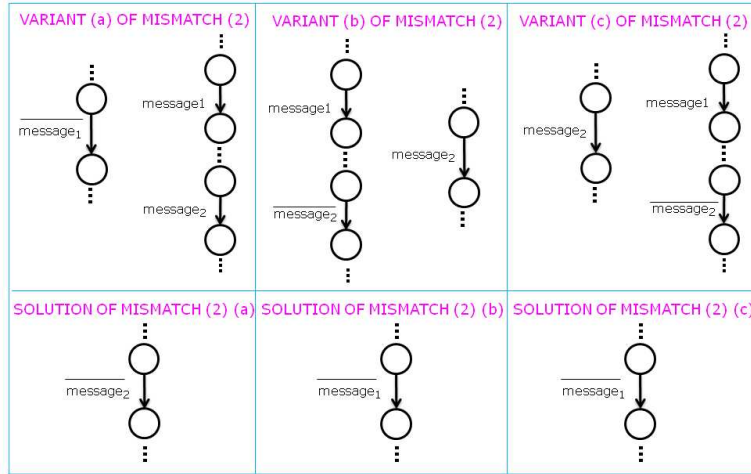 VARIANT (a) OF MISMATCH (2)
message₁
message1
message₂
VARIANT (b) OF MISMATCH (2)
message1
message₂
message₂
VARIANT (c) OF MISMATCH (2)
message₂
message1
message₂
SOLUTION OF MISMATCH (2) (a)
message₂
SOLUTION OF MISMATCH (2) (b)
message₁
SOLUTION OF MISMATCH (2) (c)
message₁